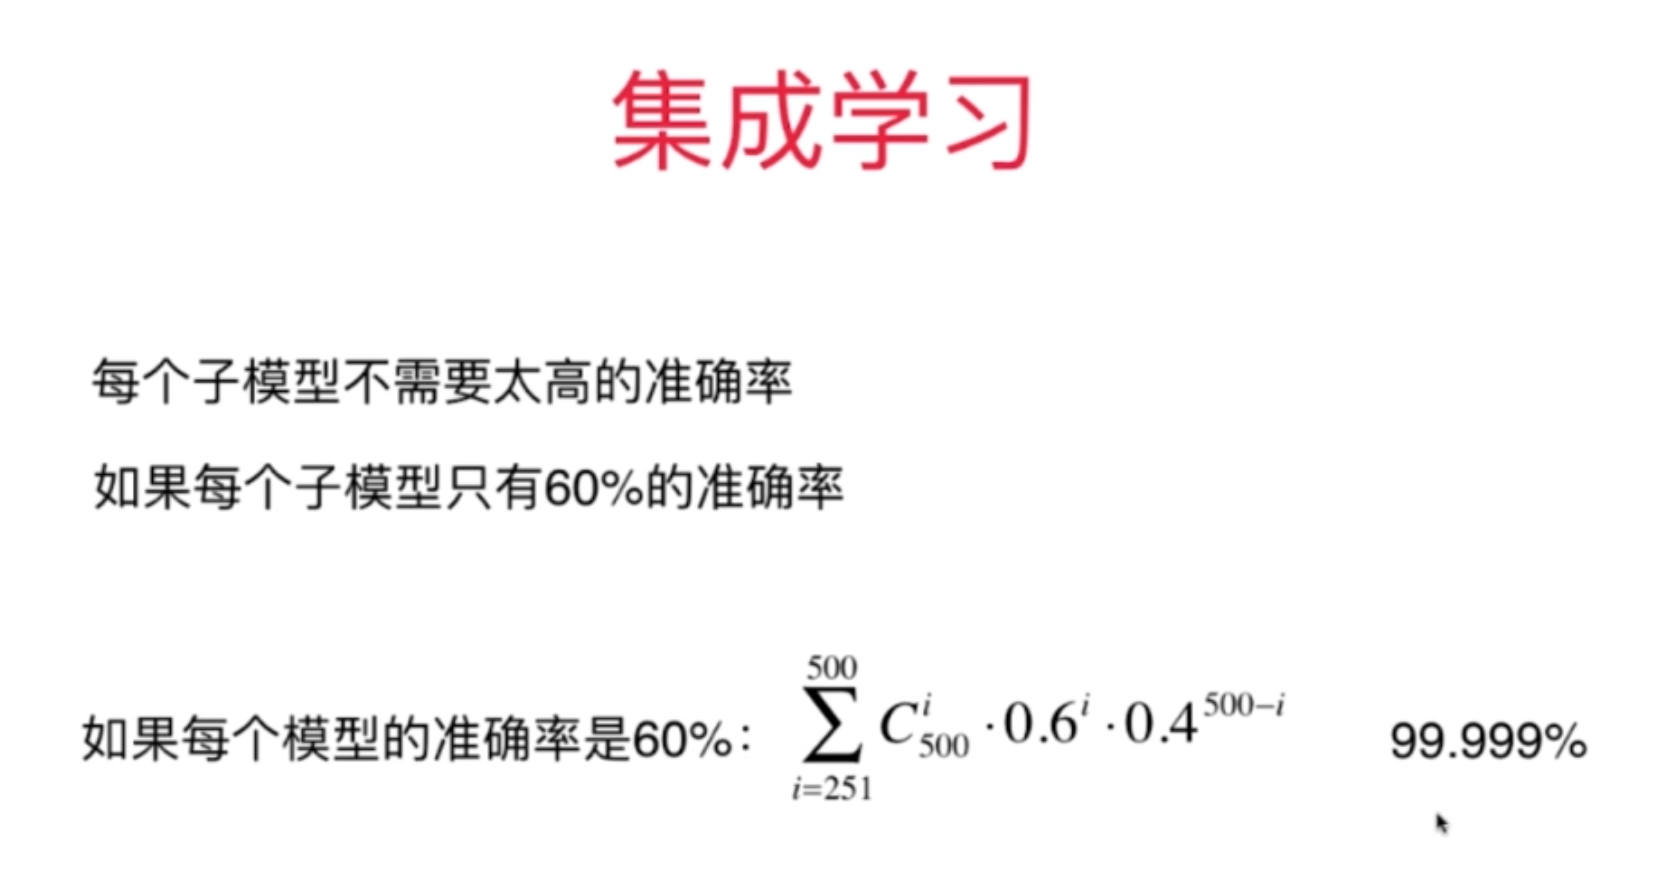 集成学习
每个子模型不需要太高的准确率
如果每个子模型只有60%的准确率
如果每个模型的准确率是60%： $\sum_{i=251}^{500} C_{500}^{i} \cdot 0.6^{i} \cdot 0.4^{500-i}$ 99.999%